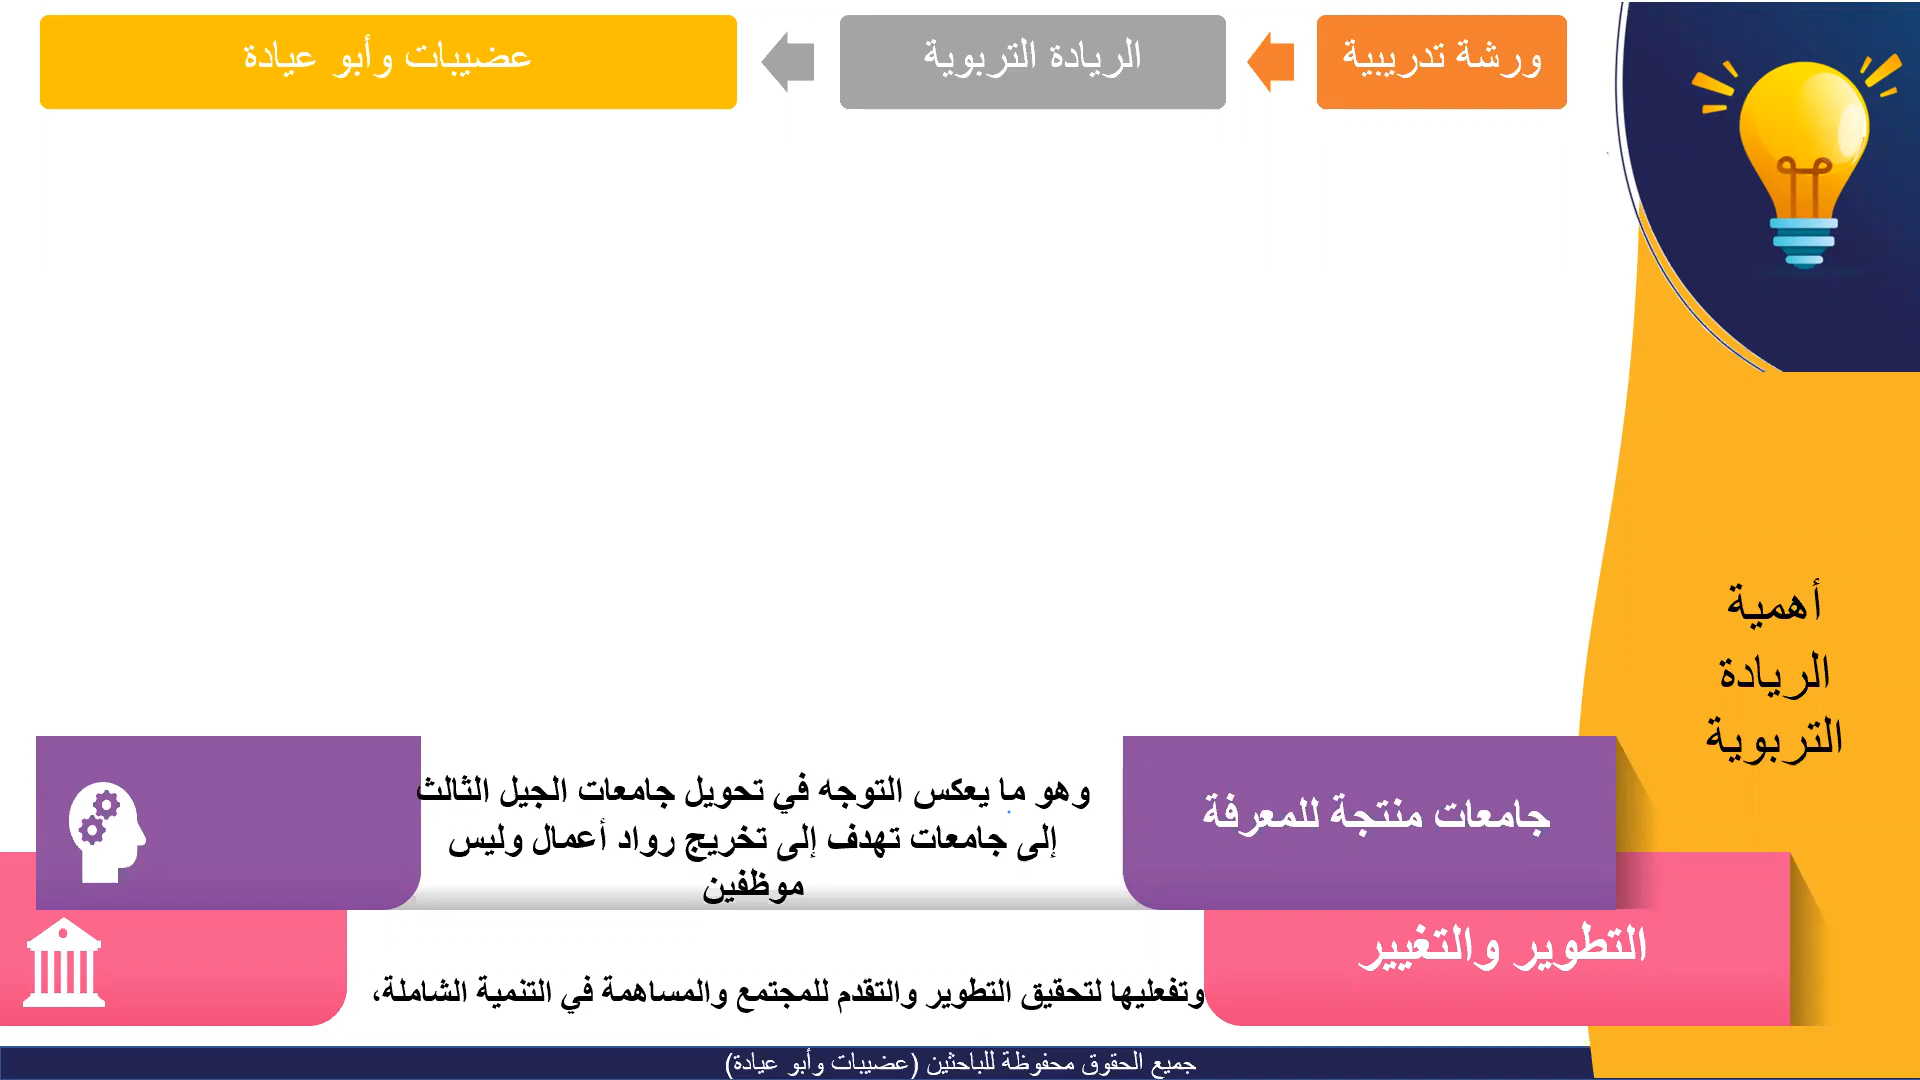 ورشة تدريبية
الريادة التربوية
عضيبات وأبو عيادة
أهمية
الريادة
التربوية
جامعات منتجة للمعرفة
وهو ما يعكس التوجه في تحويل جامعات الجيل الثالث
إلى جامعات تهدف إلى تخريج رواد أعمال وليس
موظفين
التطوير والتغيير
وتفعليها لتحقيق التطوير والتقدم للمجتمع والمساهمة في التنمية الشاملة،
جميع الحقوق محفوظة للباحثين (عضيبات وأبو عيادة)